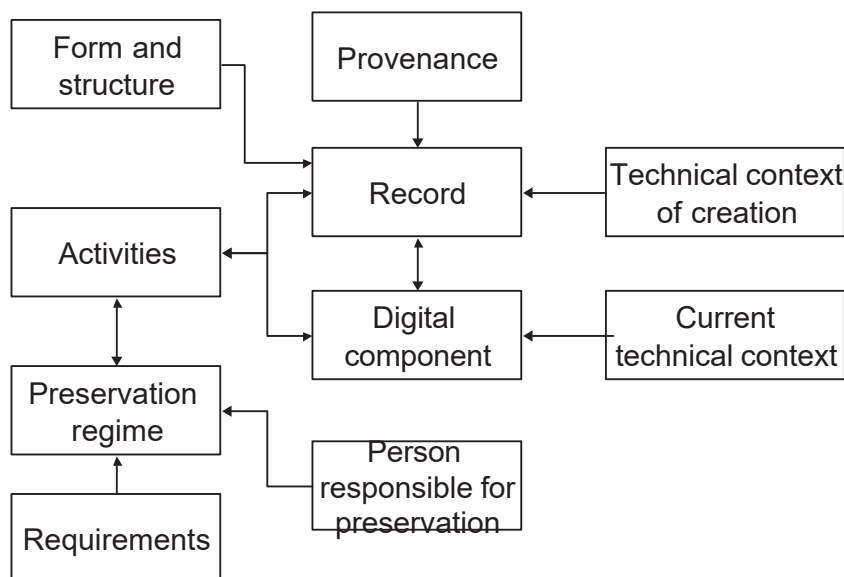 Form and
structure
Provenance
Record
Technical context
of creation
Activities
Digital
component
Current
technical context
Preservation
regime
Person
responsible for
preservation
Requirements